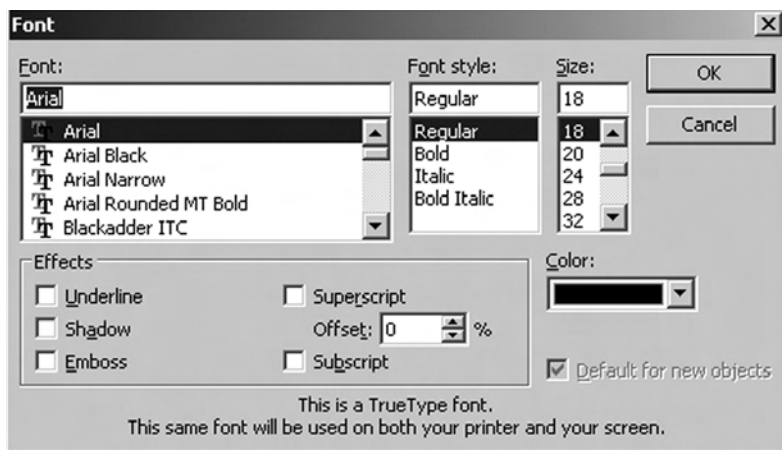 Font
Font: Font style: Size:
Arial Regular 18 OK
Arial Regular 18 Cancel
Arial Black Bold 20
Arial Narrow Italic 24
Arial Rounded MT Bold Bold Italic 28
Blackadder ITC 32
Effects Color:
Underline Superscript
Shadow Offset: 0 %
Emboss Subscript Default for new objects
This is a TrueType font.
This same font will be used on both your printer and your screen.